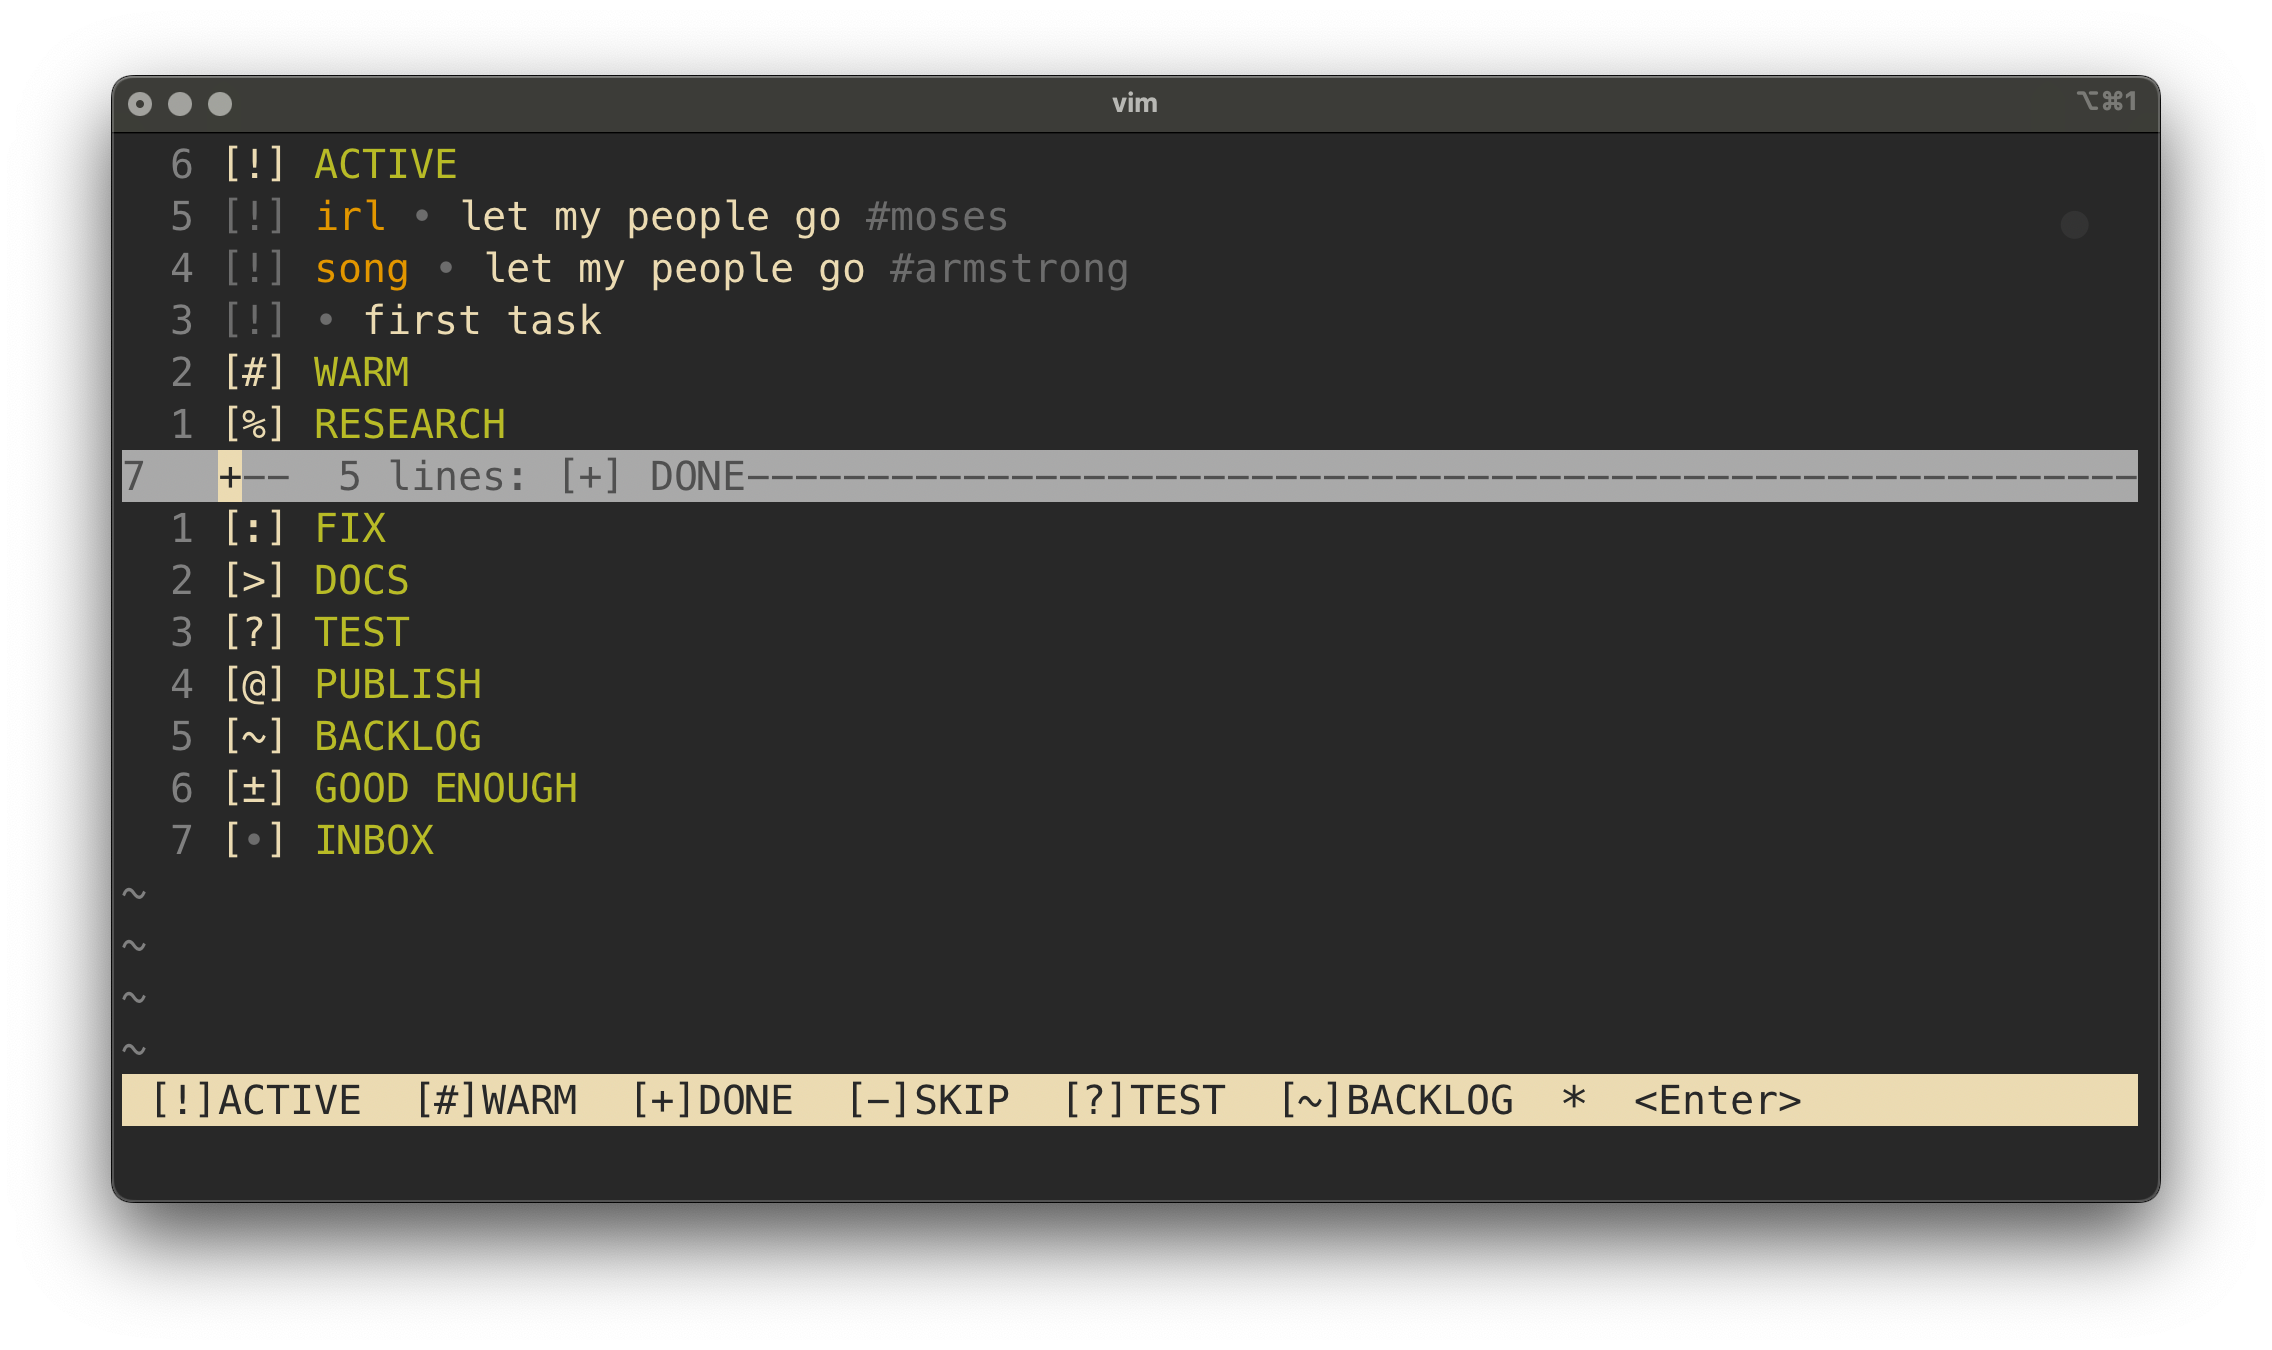 vim ⌥⌘1
6 [!] ACTIVE
5 [!] irl • let my people go #moses
4 [!] song • let my people go #armstrong
3 [!] • first task
2 [#] WARM
1 [%] RESEARCH
7 +-- 5 lines: [+] DONE----------------------------------------------------------
1 [:] FIX
2 [>] DOCS
3 [?] TEST
4 [@] PUBLISH
5 [~] BACKLOG
6 [±] GOOD ENOUGH
7 [•] INBOX
~
~
~
~
[!]ACTIVE [#]WARM [+]DONE [-]SKIP [?]TEST [~]BACKLOG * <Enter>